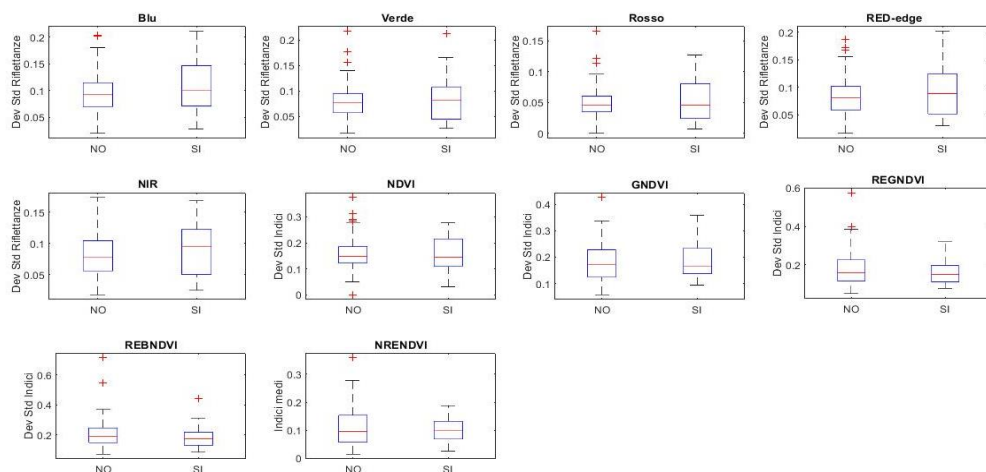 Blu
Dev Std Riflettanze
0.2
0.15
0.1
0.05
NO SI
Verde
Dev Std Riflettanze
0.2
0.15
0.1
0.05
NO SI
Rosso
Dev Std Riflettanze
0.15
0.1
0.05
0
NO SI
RED-edge
Dev Std Riflettanze
0.2
0.15
0.1
0.05
NO SI
NIR
Dev Std Riflettanze
0.15
0.1
0.05
NO SI
NDVI
Dev Std Indici
0.3
0.2
0.1
0
NO SI
GNDVI
Dev Std Indici
0.4
0.3
0.2
0.1
NO SI
REGNDVI
Dev Std Indici
0.6
0.4
0.2
NO SI
REBNDVI
Dev Std Indici
0.6
0.4
0.2
NO SI
NRENDVI
Indici medi
0.3
0.2
0.1
0
NO SI